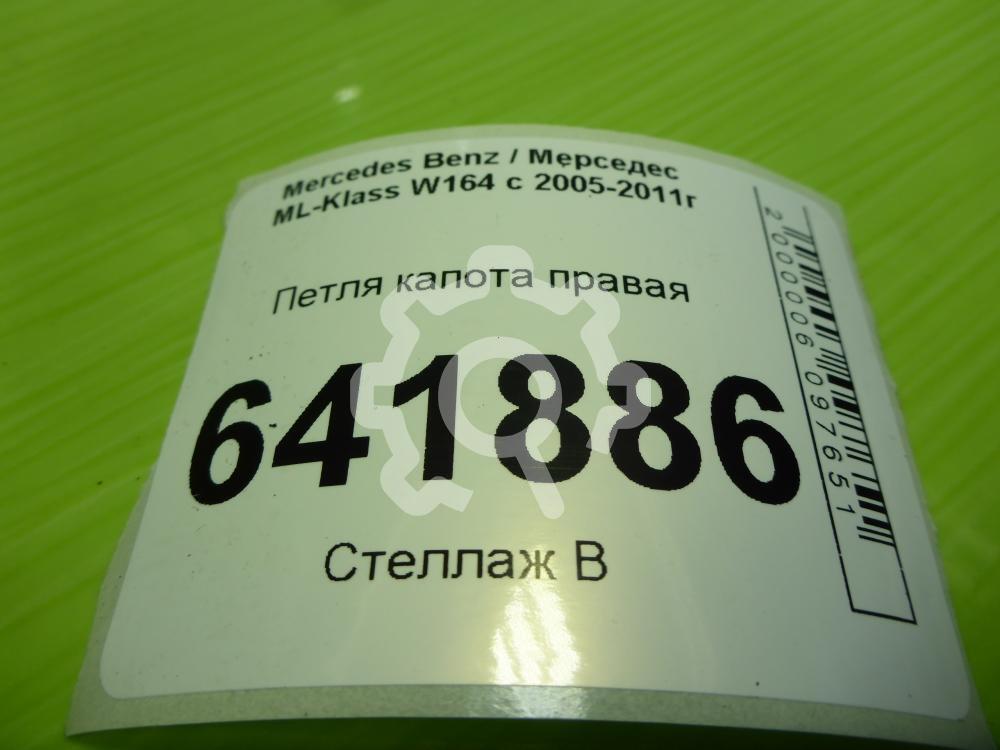 Mercedes Benz / Мерседес
ML-Klass W164 с 2005-2011г
Петля капота правая
641886
Стеллаж В
2000006097651